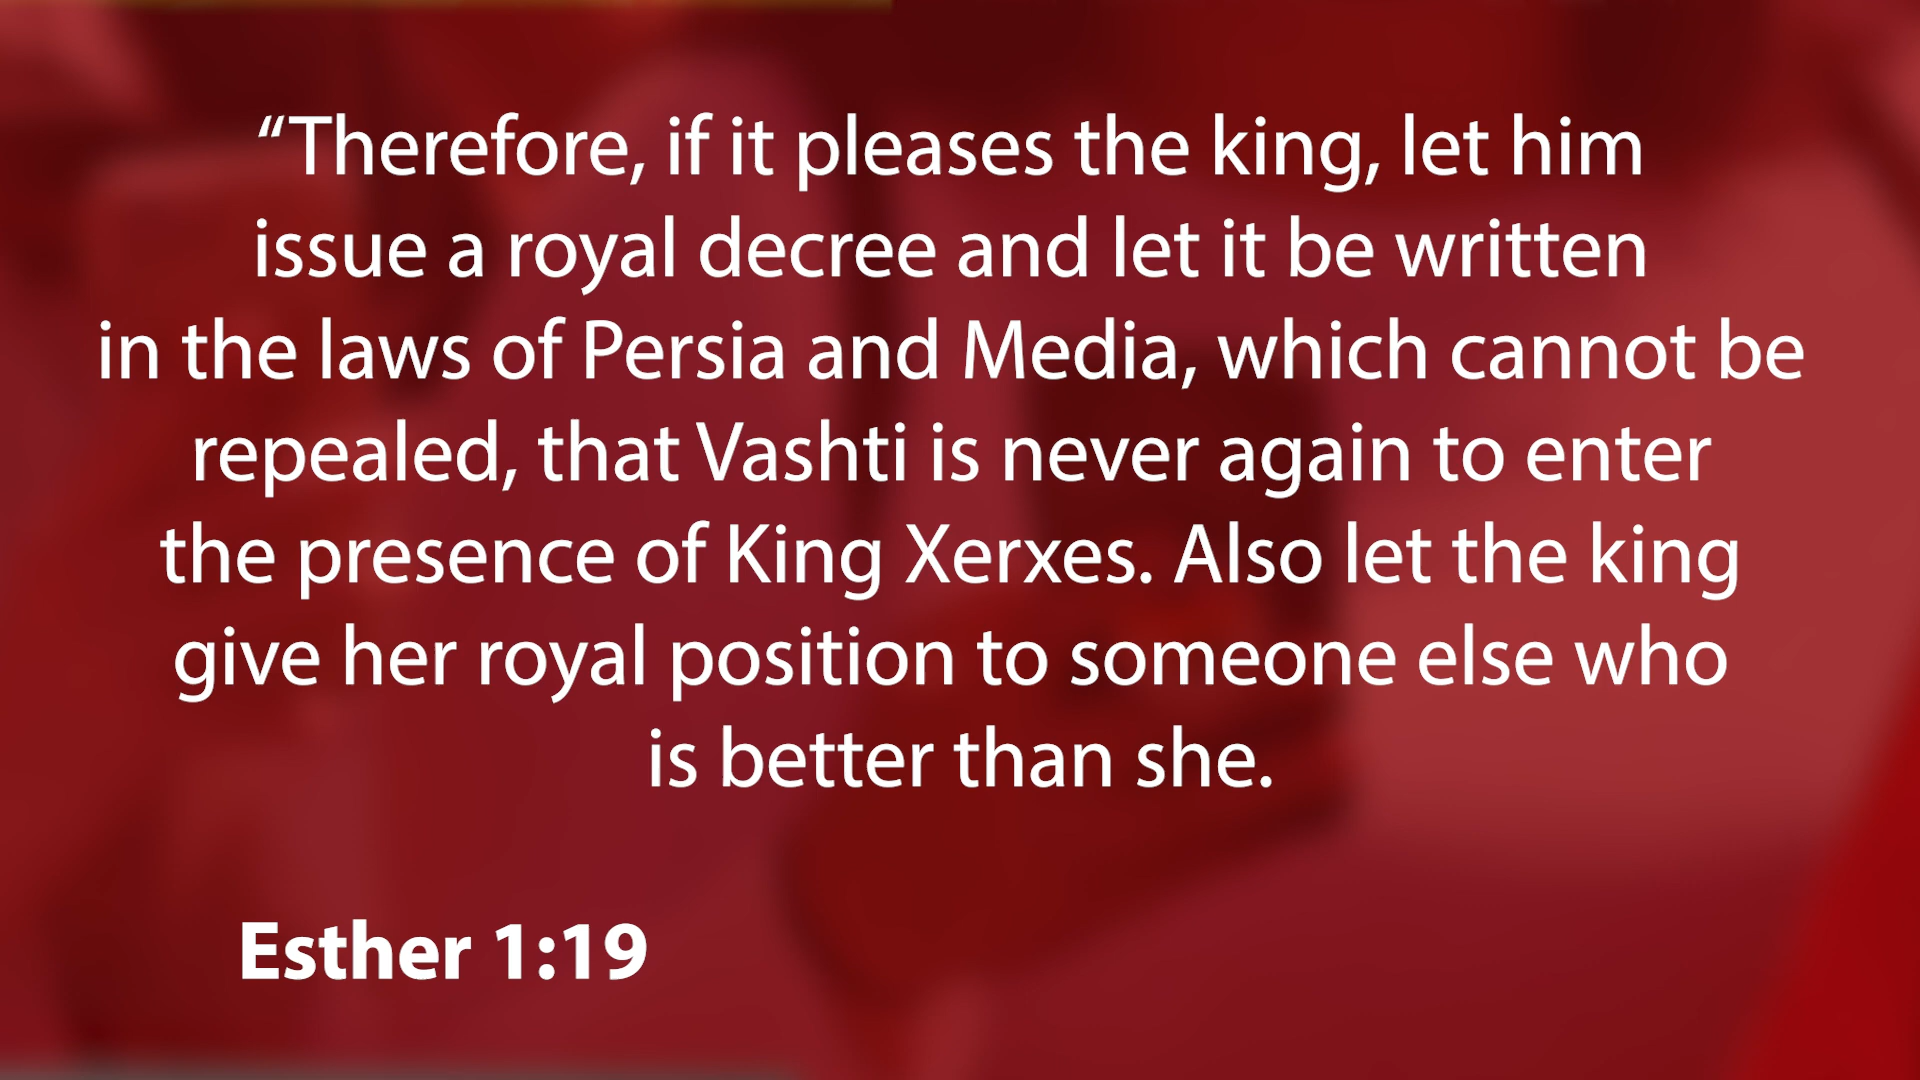 “Therefore, if it pleases the king, let him
issue a royal decree and let it be written
in the laws of Persia and Media, which cannot be
repealed, that Vashti is never again to enter
the presence of King Xerxes. Also let the king
give her royal position to someone else who
is better than she.
Esther 1:19